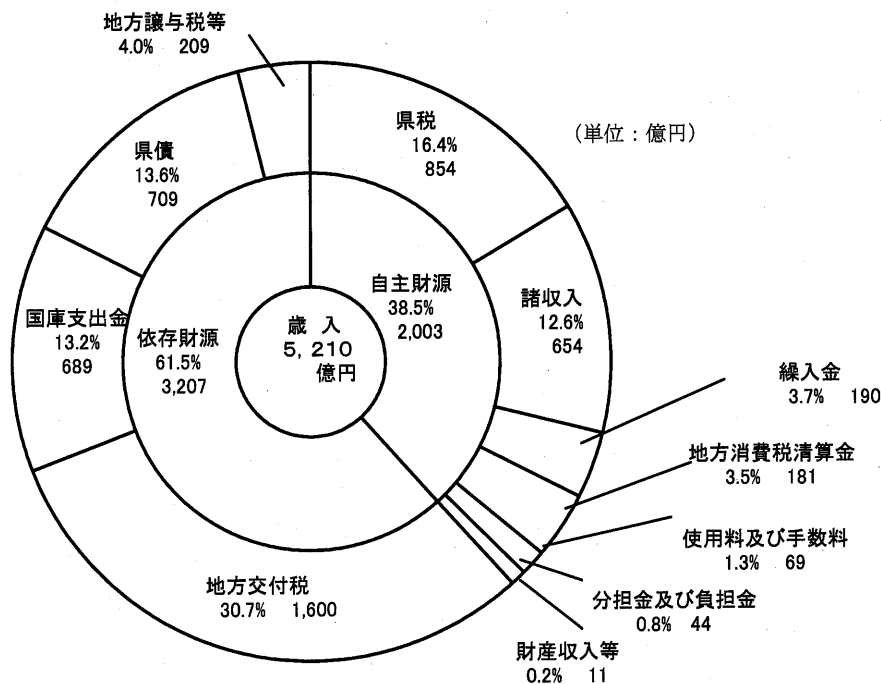 地方譲与税等
4.0% 209
県税
16.4%
854
(単位：億円)
県債
13.6%
709
自主財源
38.5%
2,003
諸収入
12.6%
654
歳 入
5,210
億円
国庫支出金
13.2%
689
依存財源
61.5%
3,207
繰入金
3.7% 190
地方消費税清算金
3.5% 181
使用料及び手数料
1.3% 69
地方交付税
30.7% 1,600
分担金及び負担金
0.8% 44
財産収入等
0.2% 11